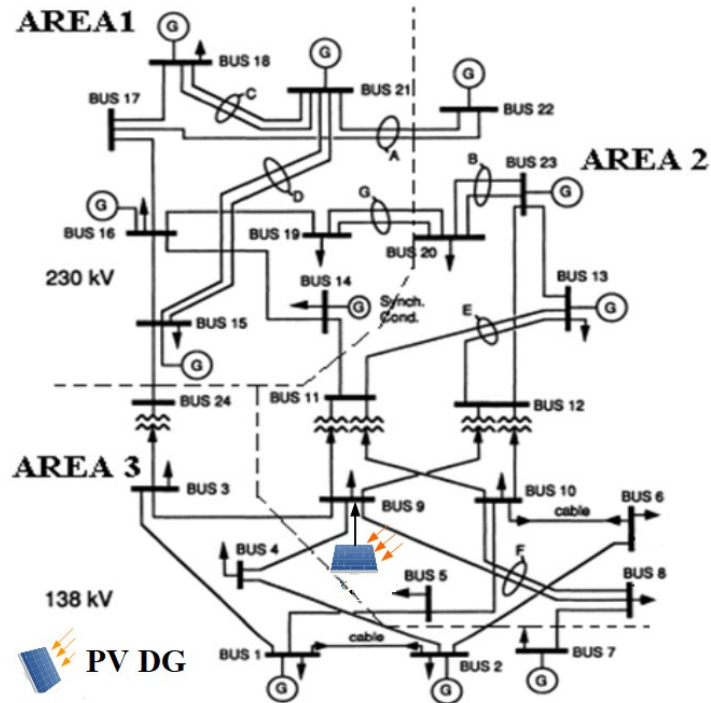 AREA1
G
G
G
BUS 18
BUS 21
BUS 17
C
BUS 22
A
B
BUS 23
AREA 2
D
G
G
G
BUS 16
BUS 19
BUS 20
BUS 13
230 kV
BUS 14
G
Synch.
Cond.
G
E
BUS 15
G
BUS 24
BUS 11
BUS 12
AREA 3
BUS 3
BUS 9
BUS 10
BUS 6
cable
BUS 4
BUS 5
F
BUS 8
138 kV
cable
PV DG
BUS 1
BUS 2
BUS 7
G
G
G